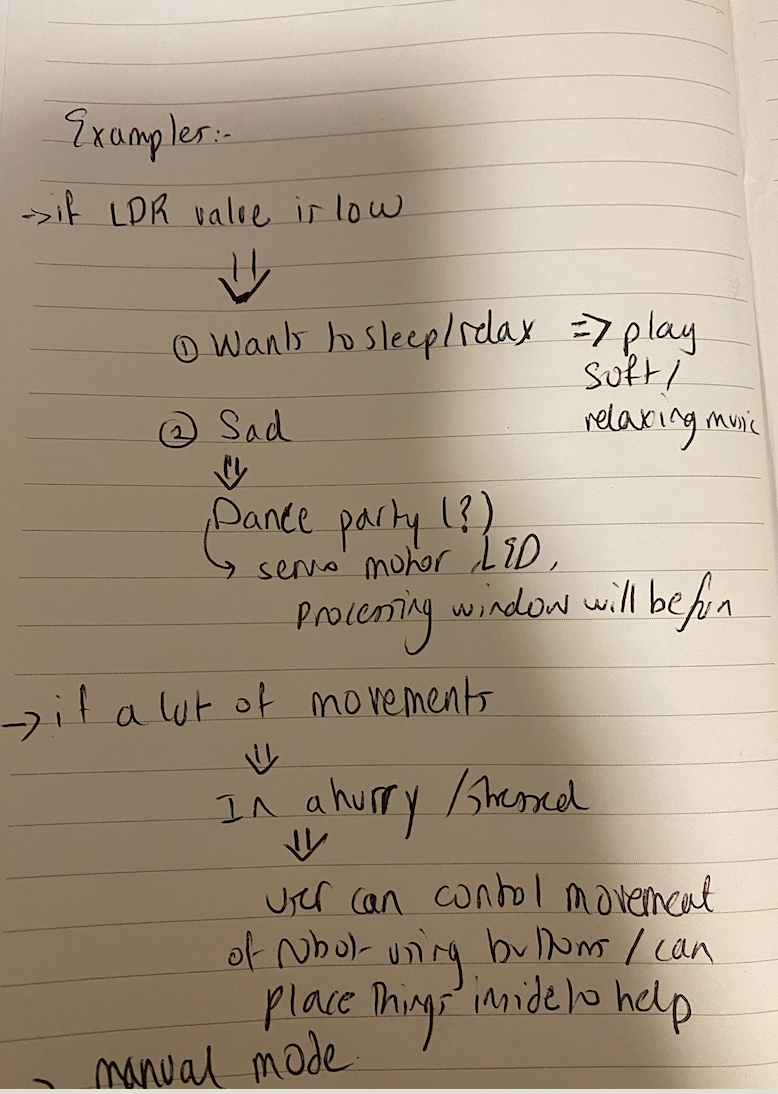 Examples:-
→ if LDR value is low
⇓
① Wants to sleep/relax => play
soft/
relaxing music
② Sad
⇓
Dance party (?)
↳ servo motor, LED,
processing window will be fun
→ if a lot of movements
⇓
In a hurry / stressed
⇓
user can control movement
of robot using buttons / can
place things inside to help
→ manual mode